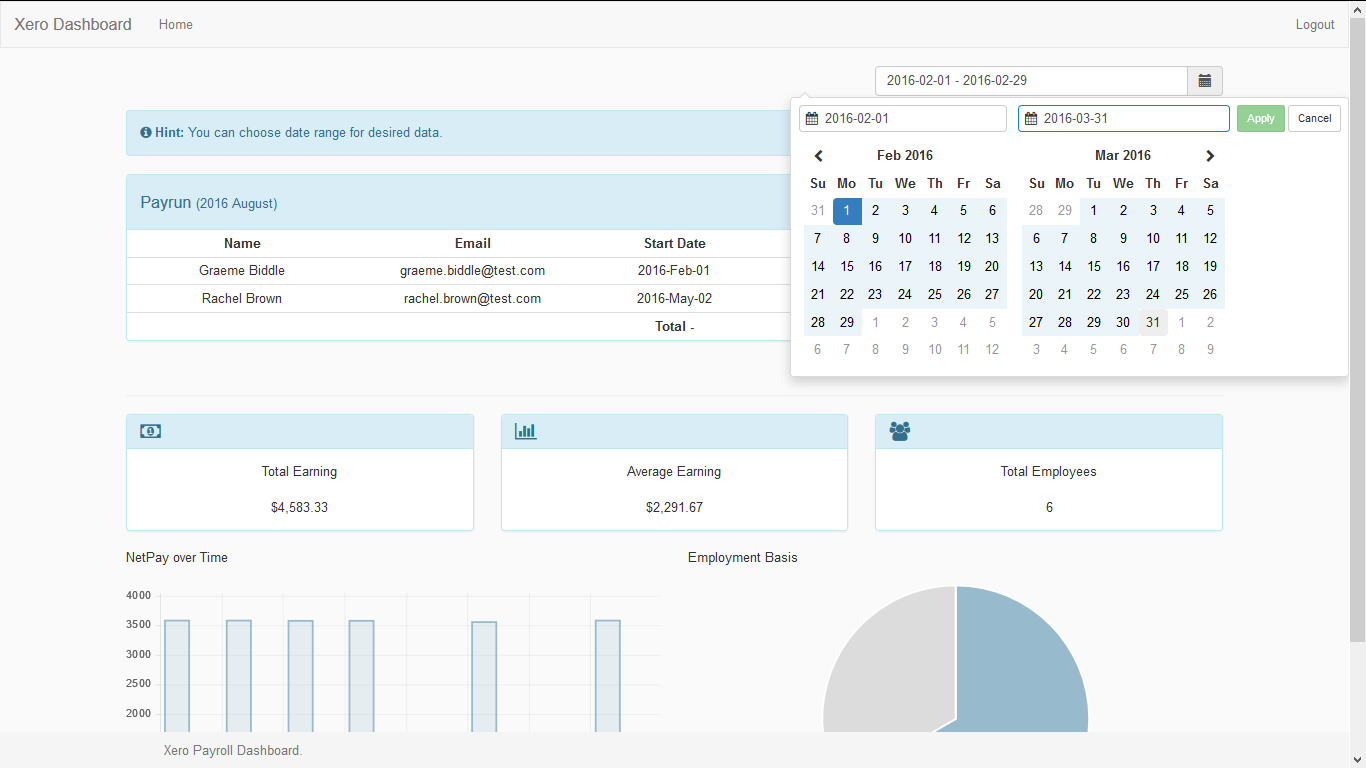 Xero Dashboard Home Logout
2016-02-01 - 2016-02-29
Hint: You can choose date range for desired data.
2016-02-01 2016-03-31 Apply Cancel
Feb 2016 Mar 2016
Su Mo Tu We Th Fr Sa Su Mo Tu We Th Fr Sa
31 1 2 3 4 5 6 28 29 1 2 3 4 5
7 8 9 10 11 12 13 6 7 8 9 10 11 12
14 15 16 17 18 19 20 13 14 15 16 17 18 19
21 22 23 24 25 26 27 20 21 22 23 24 25 26
28 29 1 2 3 4 5 27 28 29 30 31 1 2
6 7 8 9 10 11 12 3 4 5 6 7 8 9
Payrun (2016 August)
Name Email Start Date
Graeme Biddle graeme.biddle@test.com 2016-Feb-01
Rachel Brown rachel.brown@test.com 2016-May-02
Total -
Total Earning
$4,583.33
Average Earning
$2,291.67
Total Employees
6
NetPay over Time
4000
3500
3000
2500
2000
Employment Basis
Xero Payroll Dashboard.